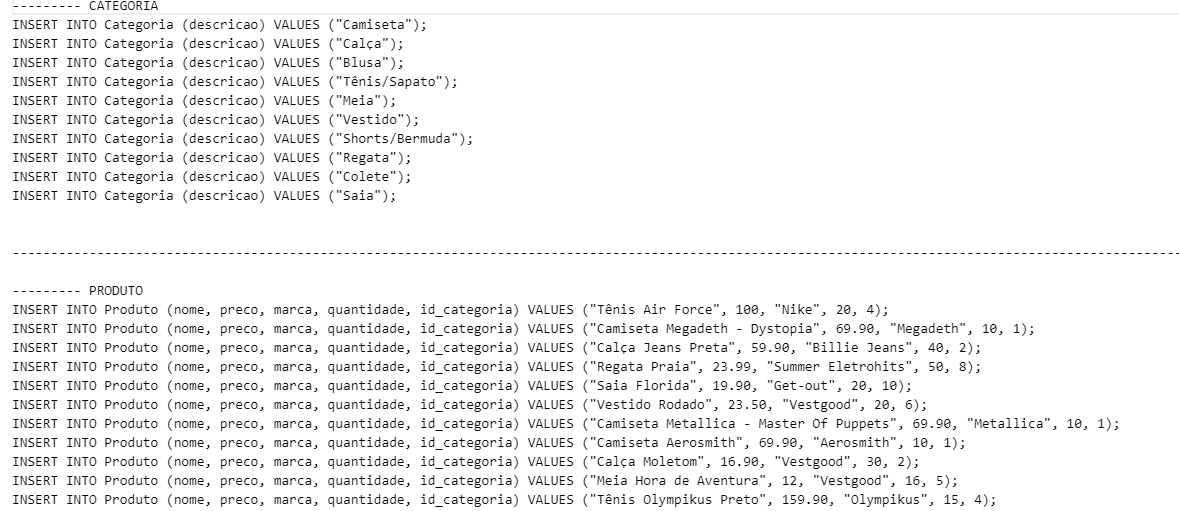 --------- CATEGORIA
INSERT INTO Categoria (descricao) VALUES ("Camiseta");
INSERT INTO Categoria (descricao) VALUES ("Calça");
INSERT INTO Categoria (descricao) VALUES ("Blusa");
INSERT INTO Categoria (descricao) VALUES ("Tênis/Sapato");
INSERT INTO Categoria (descricao) VALUES ("Meia");
INSERT INTO Categoria (descricao) VALUES ("Vestido");
INSERT INTO Categoria (descricao) VALUES ("Shorts/Bermuda");
INSERT INTO Categoria (descricao) VALUES ("Regata");
INSERT INTO Categoria (descricao) VALUES ("Colete");
INSERT INTO Categoria (descricao) VALUES ("Saia");
--------------------------------------------------------------------------------------------------------------------------------------------------------
--------- PRODUTO
INSERT INTO Produto (nome, preco, marca, quantidade, id_categoria) VALUES ("Tênis Air Force", 100, "Nike", 20, 4);
INSERT INTO Produto (nome, preco, marca, quantidade, id_categoria) VALUES ("Camiseta Megadeth - Dystopia", 69.90, "Megadeth", 10, 1);
INSERT INTO Produto (nome, preco, marca, quantidade, id_categoria) VALUES ("Calça Jeans Preta", 59.90, "Billie Jeans", 40, 2);
INSERT INTO Produto (nome, preco, marca, quantidade, id_categoria) VALUES ("Regata Praia", 23.99, "Summer Eletrohits", 50, 8);
INSERT INTO Produto (nome, preco, marca, quantidade, id_categoria) VALUES ("Saia Florida", 19.90, "Get-out", 20, 10);
INSERT INTO Produto (nome, preco, marca, quantidade, id_categoria) VALUES ("Vestido Rodado", 23.50, "Vestgood", 20, 6);
INSERT INTO Produto (nome, preco, marca, quantidade, id_categoria) VALUES ("Camiseta Metallica - Master Of Puppets", 69.90, "Metallica", 10, 1);
INSERT INTO Produto (nome, preco, marca, quantidade, id_categoria) VALUES ("Camiseta Aerosmith", 69.90, "Aerosmith", 10, 1);
INSERT INTO Produto (nome, preco, marca, quantidade, id_categoria) VALUES ("Calça Moletom", 16.90, "Vestgood", 30, 2);
INSERT INTO Produto (nome, preco, marca, quantidade, id_categoria) VALUES ("Meia Hora de Aventura", 12, "Vestgood", 16, 5);
INSERT INTO Produto (nome, preco, marca, quantidade, id_categoria) VALUES ("Tênis Olympikus Preto", 159.90, "Olympikus", 15, 4);